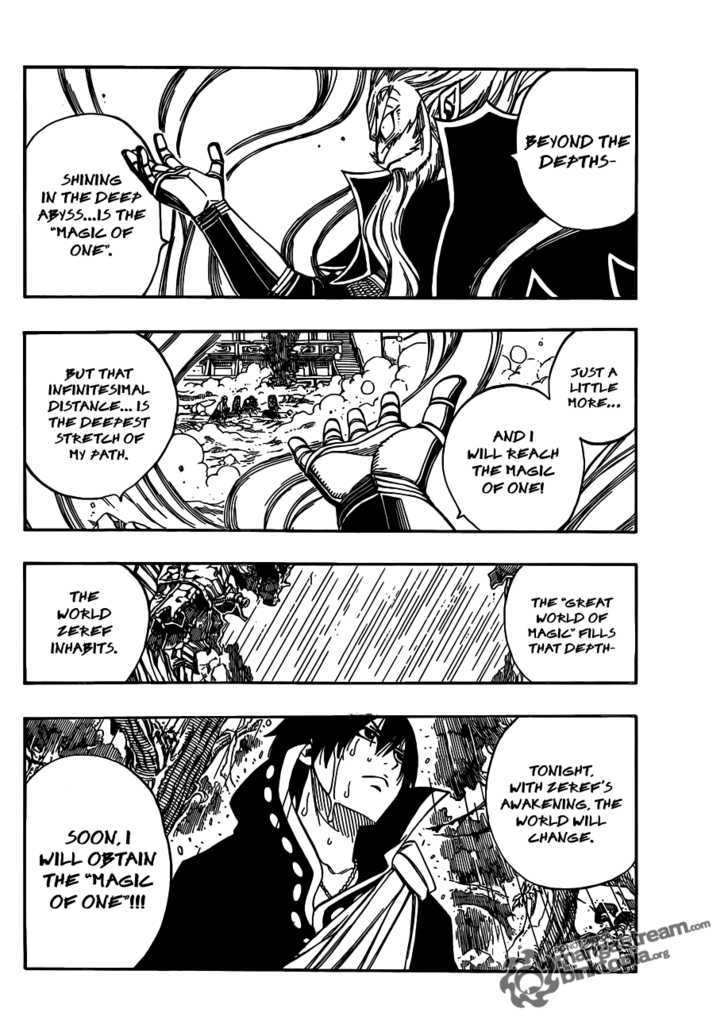 BEYOND THE
DEPTHS-
SHINING
IN THE DEEP
ABYSS...IS THE
"MAGIC OF
ONE".
JUST A
LITTLE
MORE...
AND I
WILL REACH
THE MAGIC
OF ONE!
BUT THAT
INFINITESIMAL
DISTANCE... IS
THE DEEPEST
STRETCH OF
MY PATH.
THE "GREAT
WORLD OF
MAGIC" FILLS
THAT DEPTH-
THE
WORLD
ZEREF
INHABITS.
TONIGHT,
WITH ZEREF'S
AWAKENING, THE
WORLD WILL
CHANGE.
SOON, I
WILL OBTAIN
THE "MAGIC
OF ONE"!!!
mangastream.com
binktopia.org